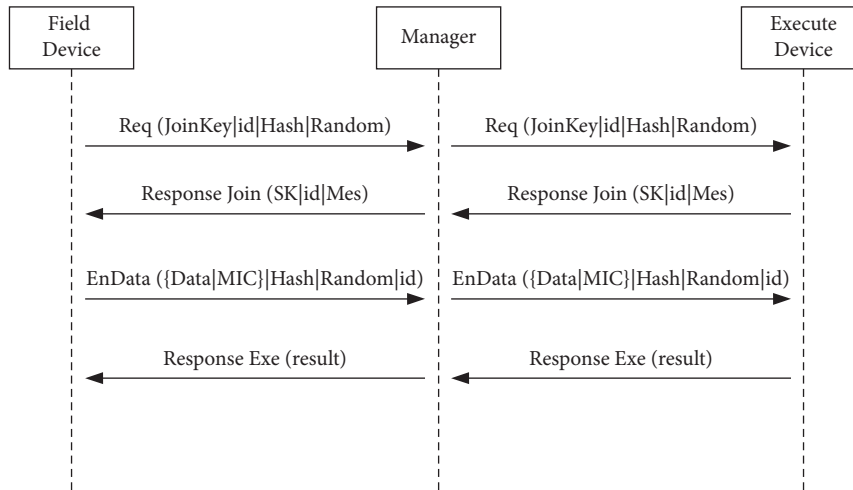 Field
Device
Manager
Execute
Device
Req (JoinKey|id|Hash|Random)
Req (JoinKey|id|Hash|Random)
Response Join (SK|id|Mes)
Response Join (SK|id|Mes)
EnData ({Data|MIC}|Hash|Random|id)
EnData ({Data|MIC}|Hash|Random|id)
Response Exe (result)
Response Exe (result)